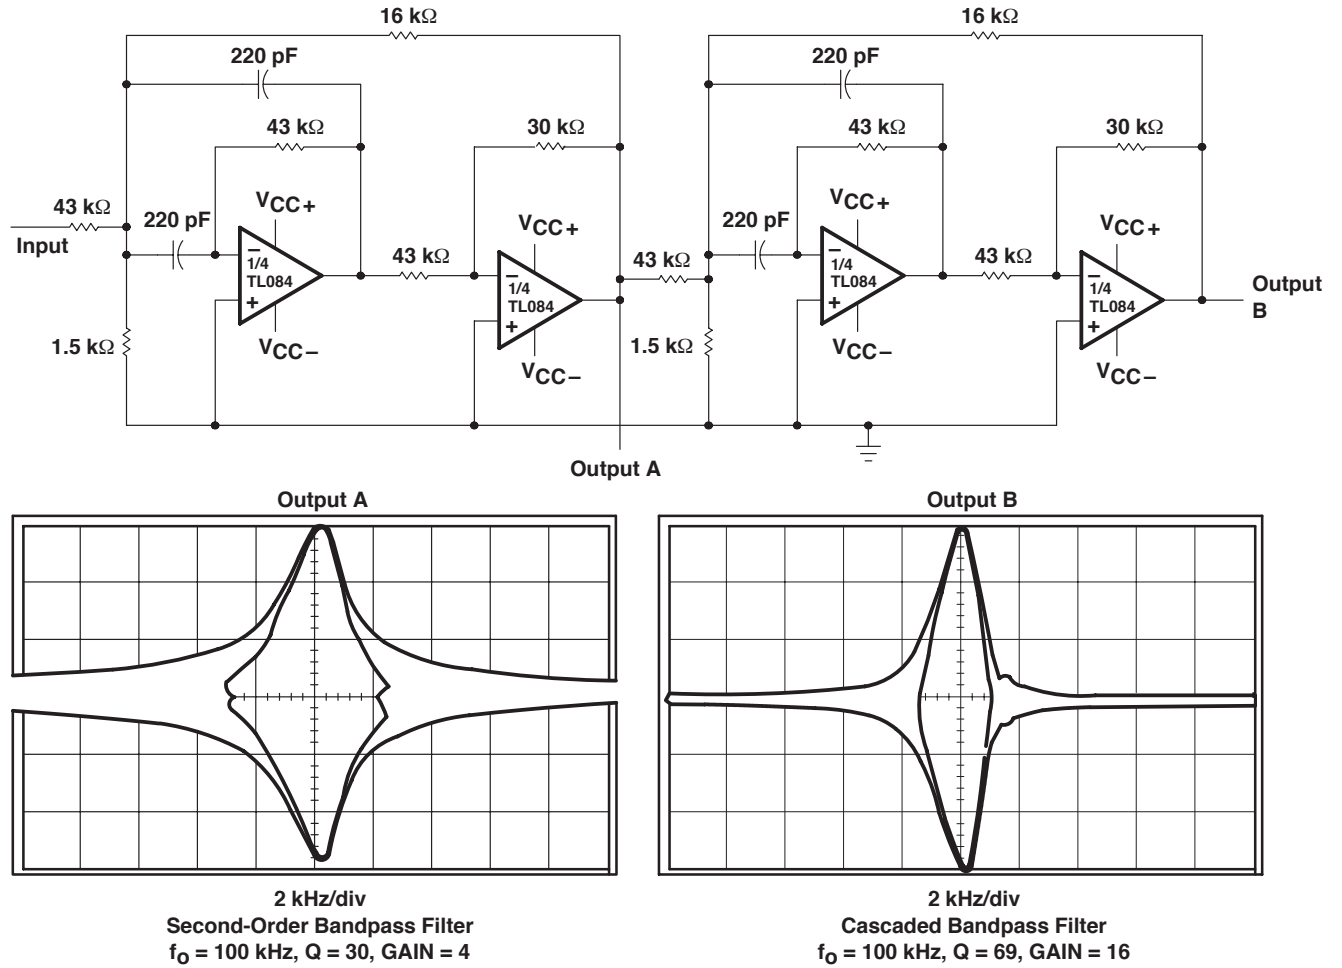 16 kΩ
16 kΩ
220 pF
220 pF
43 kΩ
30 kΩ
43 kΩ
30 kΩ
43 kΩ
Input
220 pF
VCC+
VCC+
220 pF
VCC+
VCC+
−
1/4
TL084
+
43 kΩ
−
1/4
TL084
+
43 kΩ
−
1/4
TL084
+
43 kΩ
−
1/4
TL084
+
Output
B
1.5 kΩ
VCC−
VCC−
1.5 kΩ
VCC−
VCC−
Output A
Output A
Output B
2 kHz/div
Second-Order Bandpass Filter
fo = 100 kHz, Q = 30, GAIN = 4
2 kHz/div
Cascaded Bandpass Filter
fo = 100 kHz, Q = 69, GAIN = 16